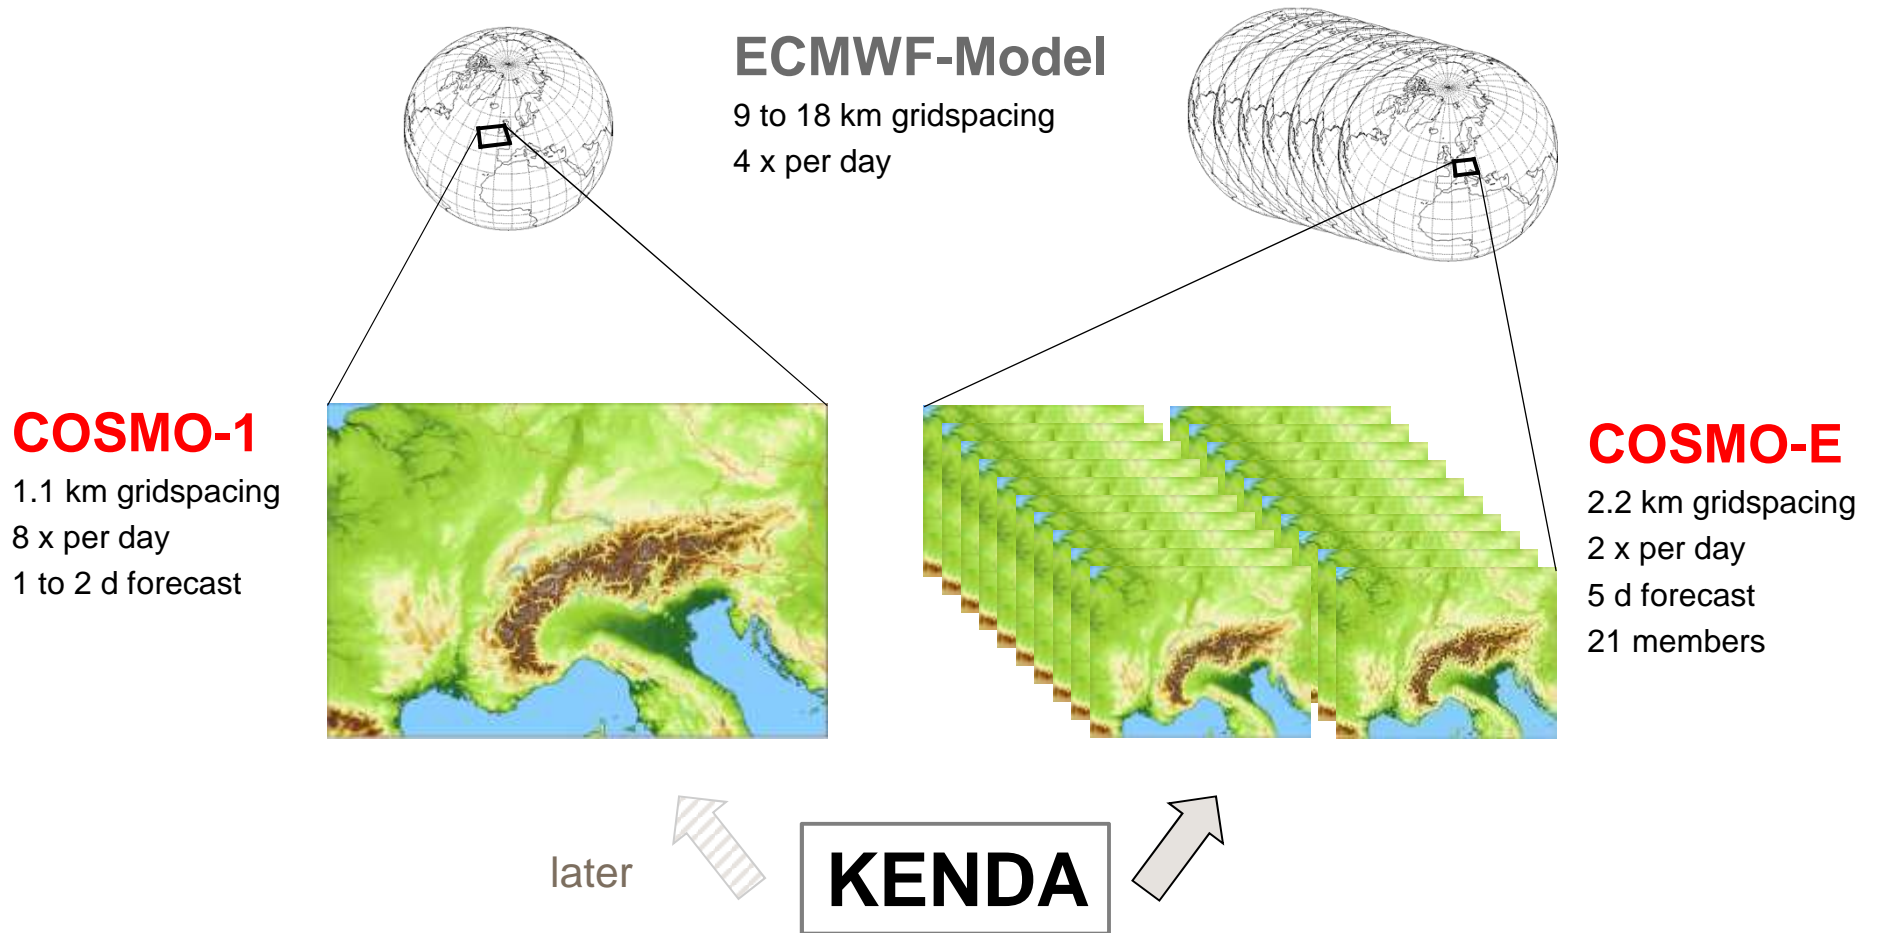 ECMWF-Model
9 to 18 km gridspacing
4 x per day
COSMO-1
1.1 km gridspacing
8 x per day
1 to 2 d forecast
COSMO-E
2.2 km gridspacing
2 x per day
5 d forecast
21 members
later
KENDA